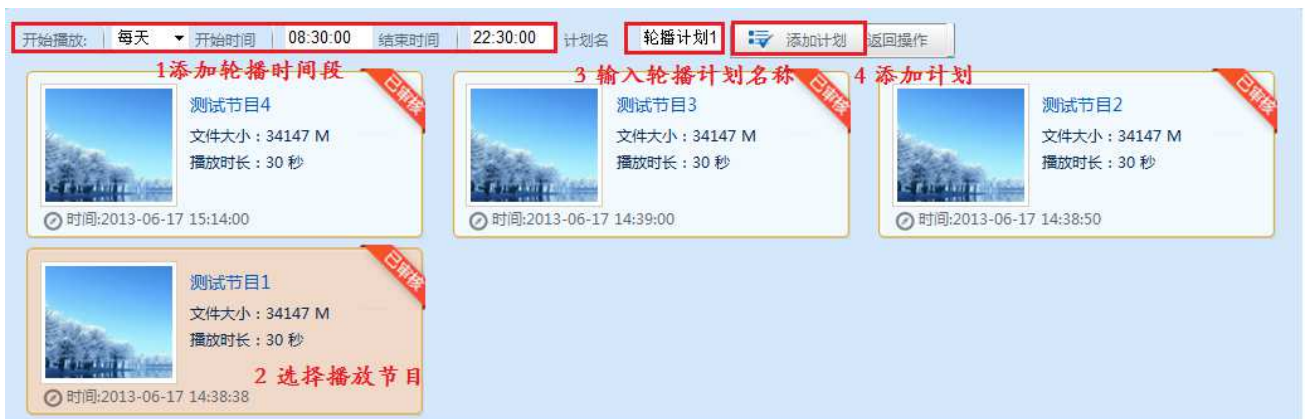 开始播放: 每天 开始时间 08:30:00 结束时间 22:30:00 计划名 轮播计划1 添加计划 返回操作
1添加轮播时间段 3 输入轮播计划名称 4 添加计划
已审核 已审核 已审核
测试节目4 测试节目3 测试节目2
文件大小：34147 M 文件大小：34147 M 文件大小：34147 M
播放时长：30 秒 播放时长：30 秒 播放时长：30 秒
时间:2013-06-17 15:14:00 时间:2013-06-17 14:39:00 时间:2013-06-17 14:38:50
已审核
测试节目1
文件大小：34147 M
播放时长：30 秒
2 选择播放节目
时间:2013-06-17 14:38:38